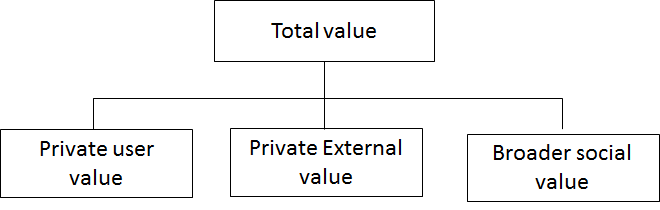 Total value
Private user
value
Private External
value
Broader social
value